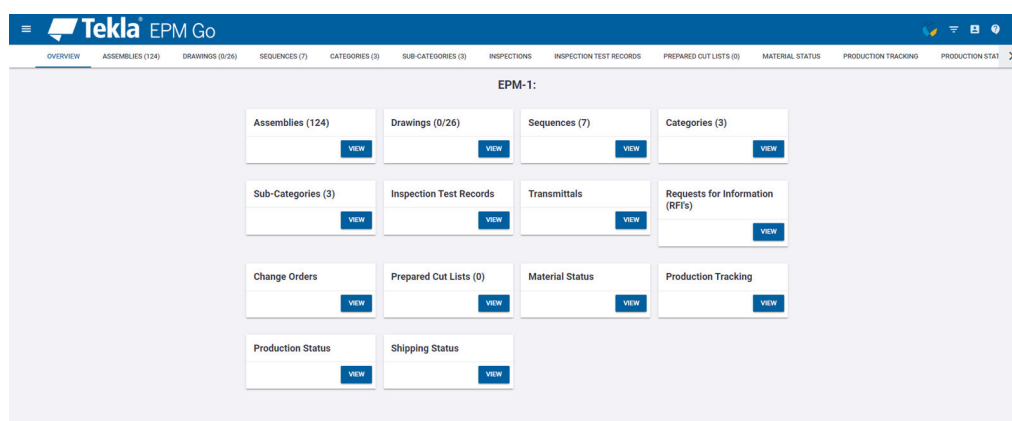 Tekla® EPM Go
OVERVIEW ASSEMBLIES (124) DRAWINGS (0/26) SEQUENCES (7) CATEGORIES (3) SUB-CATEGORIES (3) INSPECTIONS INSPECTION TEST RECORDS PREPARED CUT LISTS (0) MATERIAL STATUS PRODUCTION TRACKING PRODUCTION STAT
EPM-1:
Assemblies (124) Drawings (0/26) Sequences (7) Categories (3)
VIEW VIEW VIEW VIEW
Sub-Categories (3) Inspection Test Records Transmittals Requests for Information
(RFI's)
VIEW VIEW VIEW
VIEW
Change Orders Prepared Cut Lists (0) Material Status Production Tracking
VIEW VIEW VIEW VIEW
Production Status Shipping Status
VIEW VIEW